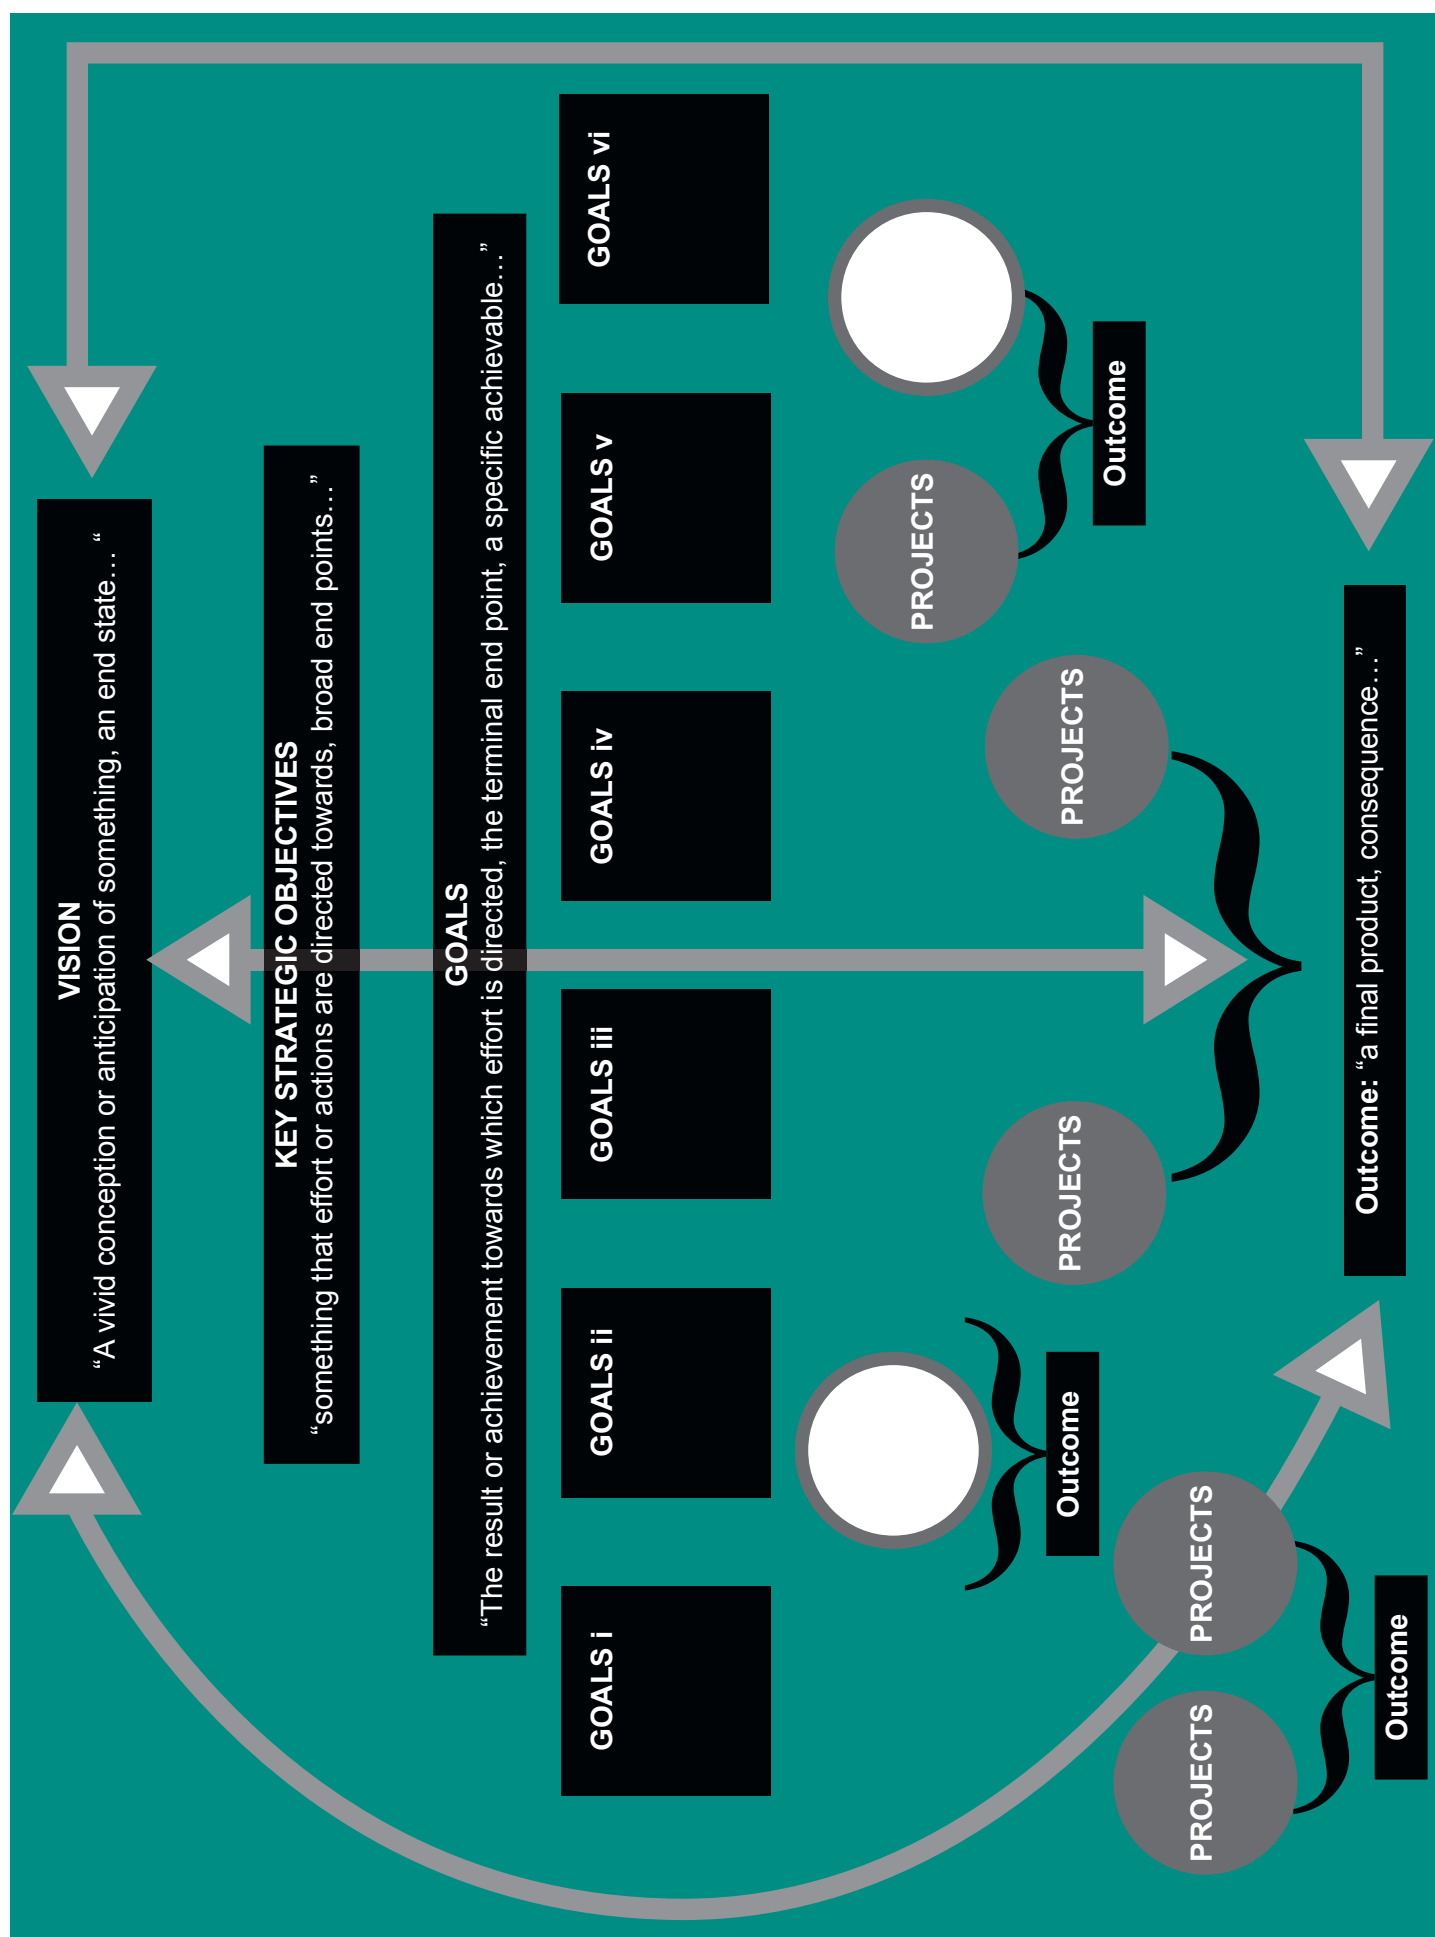 VISION
“A vivid conception or anticipation of something, an end state… “
KEY STRATEGIC OBJECTIVES
“something that effort or actions are directed towards, broad end points…”
GOALS
“The result or achievement towards which effort is directed, the terminal end point, a specific achievable…”
GOALS i
GOALS ii
GOALS iii
GOALS iv
GOALS v
GOALS vi
PROJECTS
PROJECTS
PROJECTS
PROJECTS
PROJECTS
Outcome
Outcome
Outcome
Outcome: “a final product, consequence…”